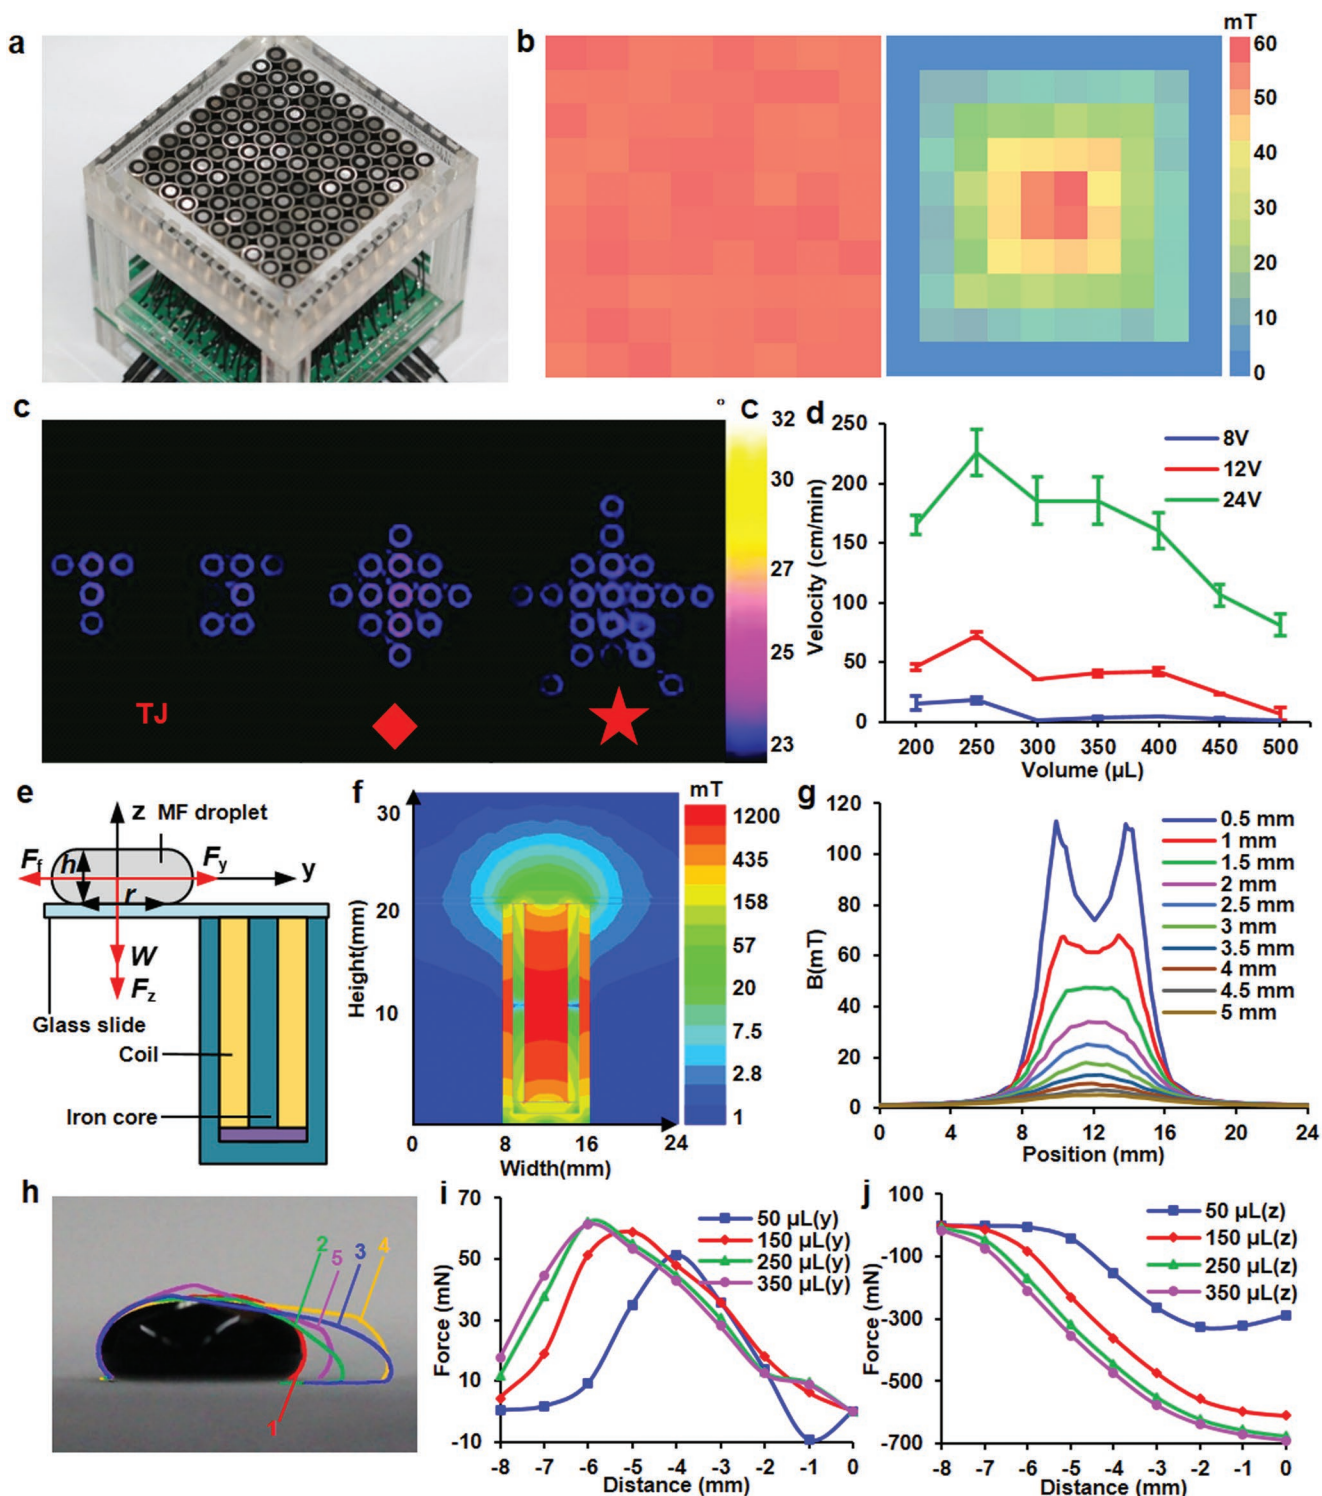 a
b
mT
60
50
40
30
20
10
0
c
° C
32
30
27
25
23
TJ
d
Velocity (cm/min)
250
200
150
100
50
0
8V
12V
24V
200 250 300 350 400 450 500
Volume (µL)
e
z MF droplet
Ff h Fy y
r
W
Fz
Glass slide
Coil
Iron core
f
mT
Height(mm)
30
20
10
1200
435
158
57
20
7.5
2.8
1
0 8 16 24
Width(mm)
g
B(mT)
120
100
80
60
40
20
0
0.5 mm
1 mm
1.5 mm
2 mm
2.5 mm
3 mm
3.5 mm
4 mm
4.5 mm
5 mm
0 4 8 12 16 20 24
Position (mm)
h
2 5 3 4
1
i
Force (mN)
70
50
30
10
-10
50 µL(y)
150 µL(y)
250 µL(y)
350 µL(y)
-8 -7 -6 -5 -4 -3 -2 -1 0
Distance (mm)
j
Force (mN)
100
-100
-300
-500
-700
50 µL(z)
150 µL(z)
250 µL(z)
350 µL(z)
-8 -7 -6 -5 -4 -3 -2 -1 0
Distance (mm)